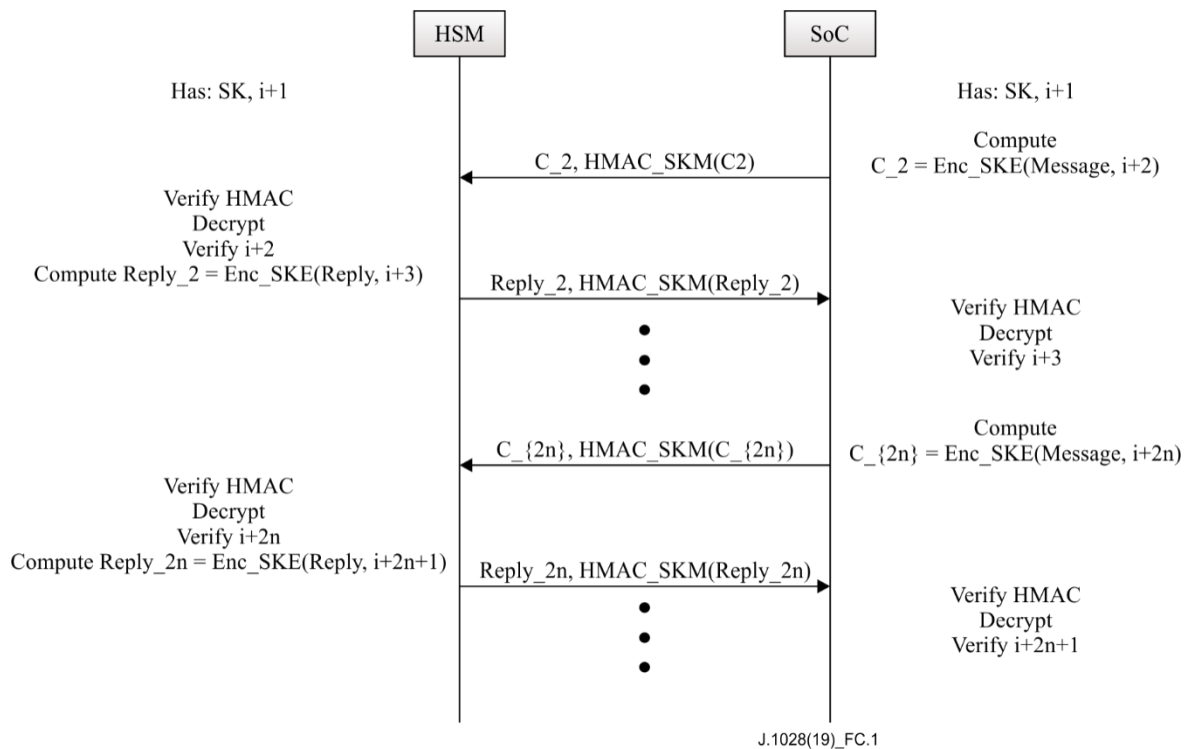 HSM
SoC
Has: SK, i+1
Has: SK, i+1
Compute
C_2 = Enc_SKE(Message, i+2)
C_2, HMAC_SKM(C2)
Verify HMAC
Decrypt
Verify i+2
Compute Reply_2 = Enc_SKE(Reply, i+3)
Reply_2, HMAC_SKM(Reply_2)
Verify HMAC
Decrypt
Verify i+3
Compute
C_{2n} = Enc_SKE(Message, i+2n)
C_{2n}, HMAC_SKM(C_{2n})
Verify HMAC
Decrypt
Verify i+2n
Compute Reply_2n = Enc_SKE(Reply, i+2n+1)
Reply_2n, HMAC_SKM(Reply_2n)
Verify HMAC
Decrypt
Verify i+2n+1
J.1028(19)_FC.1